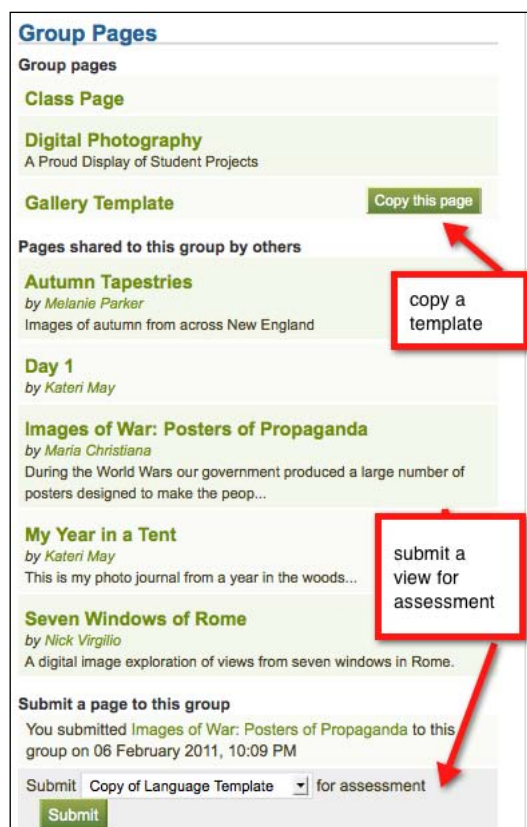 Group Pages
Group pages
Class Page
Digital Photography
A Proud Display of Student Projects
Gallery Template
Copy this page
copy a
template
Pages shared to this group by others
Autumn Tapestries
by Melanie Parker
Images of autumn from across New England
Day 1
by Kateri May
Images of War: Posters of Propaganda
by Maria Christiana
During the World Wars our government produced a large number of
posters designed to make the peop...
My Year in a Tent
by Kateri May
This is my photo journal from a year in the woods...
submit a
view for
assessment
Seven Windows of Rome
by Nick Virgilio
A digital image exploration of views from seven windows in Rome.
Submit a page to this group
You submitted Images of War: Posters of Propaganda to this
group on 06 February 2011, 10:09 PM
Submit Copy of Language Template for assessment
Submit